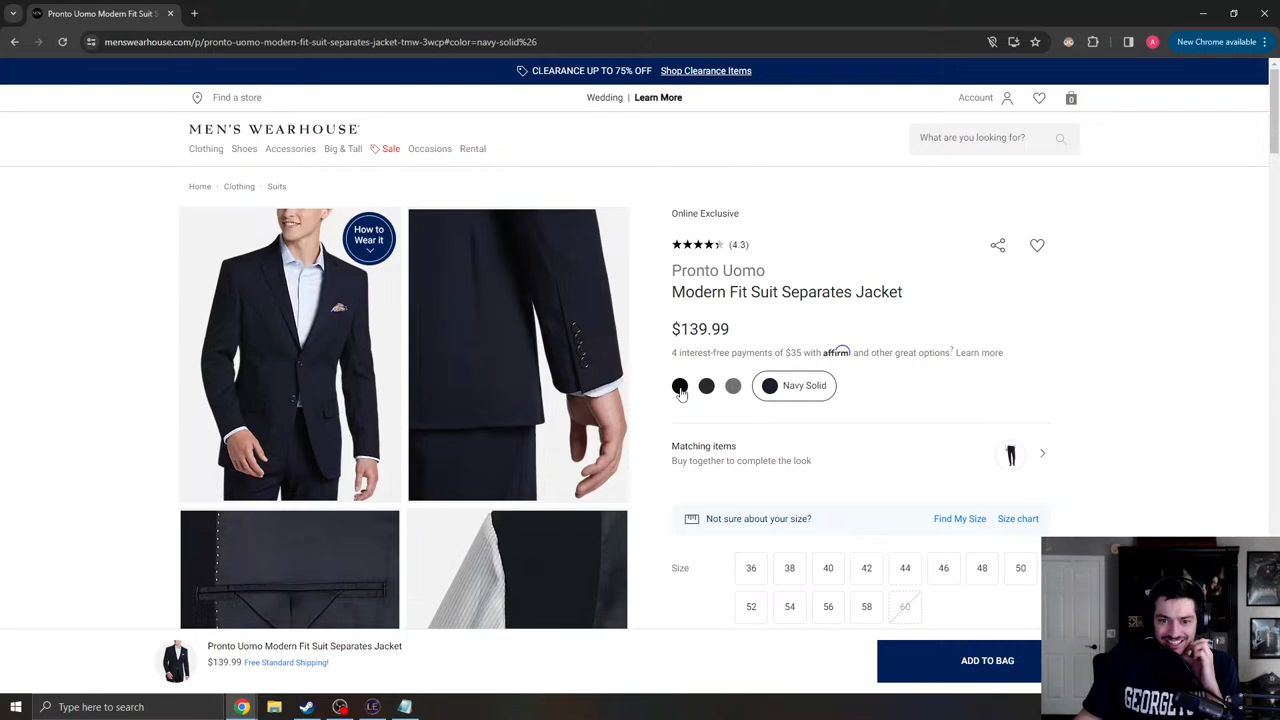 Pronto Uomo Modern Fit Suit S
menswearhouse.com/p/pronto-uomo-modern-fit-suit-separates-jacket-tmw-3wcp#color=navy-solid%26
A
New Chrome available
CLEARANCE UP TO 75% OFF Shop Clearance Items
Find a store
Wedding | Learn More
Account
0
MEN'S WEARHOUSE
What are you looking for?
Clothing Shoes Accessories Big & Tall Sale Occasions Rental
Home · Clothing · Suits
How to
Wear it
Online Exclusive
(4.3)
Pronto Uomo
Modern Fit Suit Separates Jacket
$139.99
4 interest-free payments of $35 with affirm and other great options? Learn more
Navy Solid
Matching items
Buy together to complete the look
Not sure about your size? Find My Size Size chart
Size 36 38 40 42 44 46 48 50
52 54 56 58 60
Pronto Uomo Modern Fit Suit Separates Jacket
$139.99 Free Standard Shipping!
ADD TO BAG
Type here to search